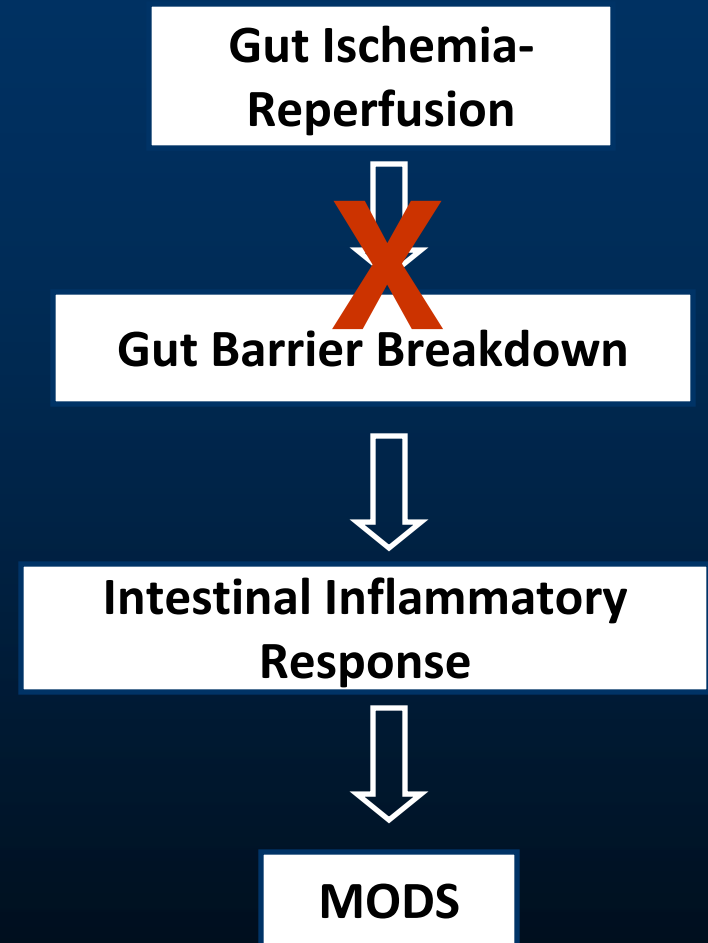 Gut Ischemia-
Reperfusion
X
Gut Barrier Breakdown
Intestinal Inflammatory
Response
MODS